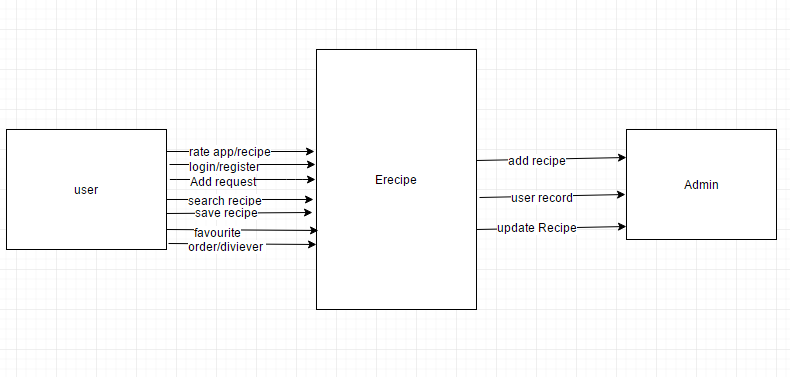 rate app/recipe
login/register
Add request
search recipe
save recipe
favourite
order/diviever
user
Erecipe
add recipe
user record
update Recipe
Admin